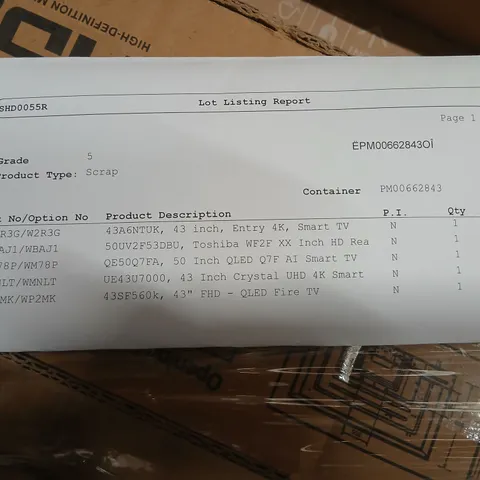 HIGH-DEFINITION
SHD0055R Lot Listing Report
Page 1
ÈPM00662843OÎ
Grade 5
Product Type: Scrap
Container PM00662843
No/Option No Product Description P.I. Qty
R3G/W2R3G 43A6NTUK, 43 inch, Entry 4K, Smart TV N 1
AJ1/WBAJ1 50UV2F53DBU, Toshiba WF2F XX Inch HD Rea N 1
78P/WM78P QE50Q7FA, 50 Inch QLED Q7F AI Smart TV N 1
LT/WMNLT UE43U7000, 43 Inch Crystal UHD 4K Smart N 1
MK/WP2MK 43SF560k, 43" FHD - QLED Fire TV N 1